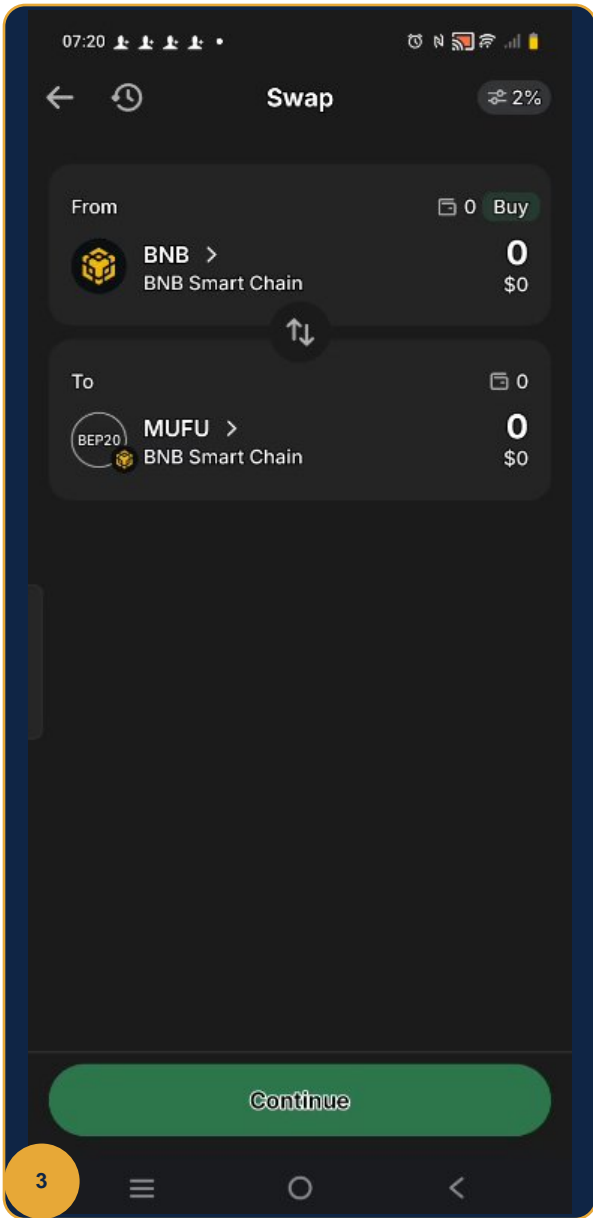 07:20
Swap
2%
From
0 Buy
BNB >
0
BNB Smart Chain
$0
To
0
BEP20
MUFU >
0
BNB Smart Chain
$0
Continue
3